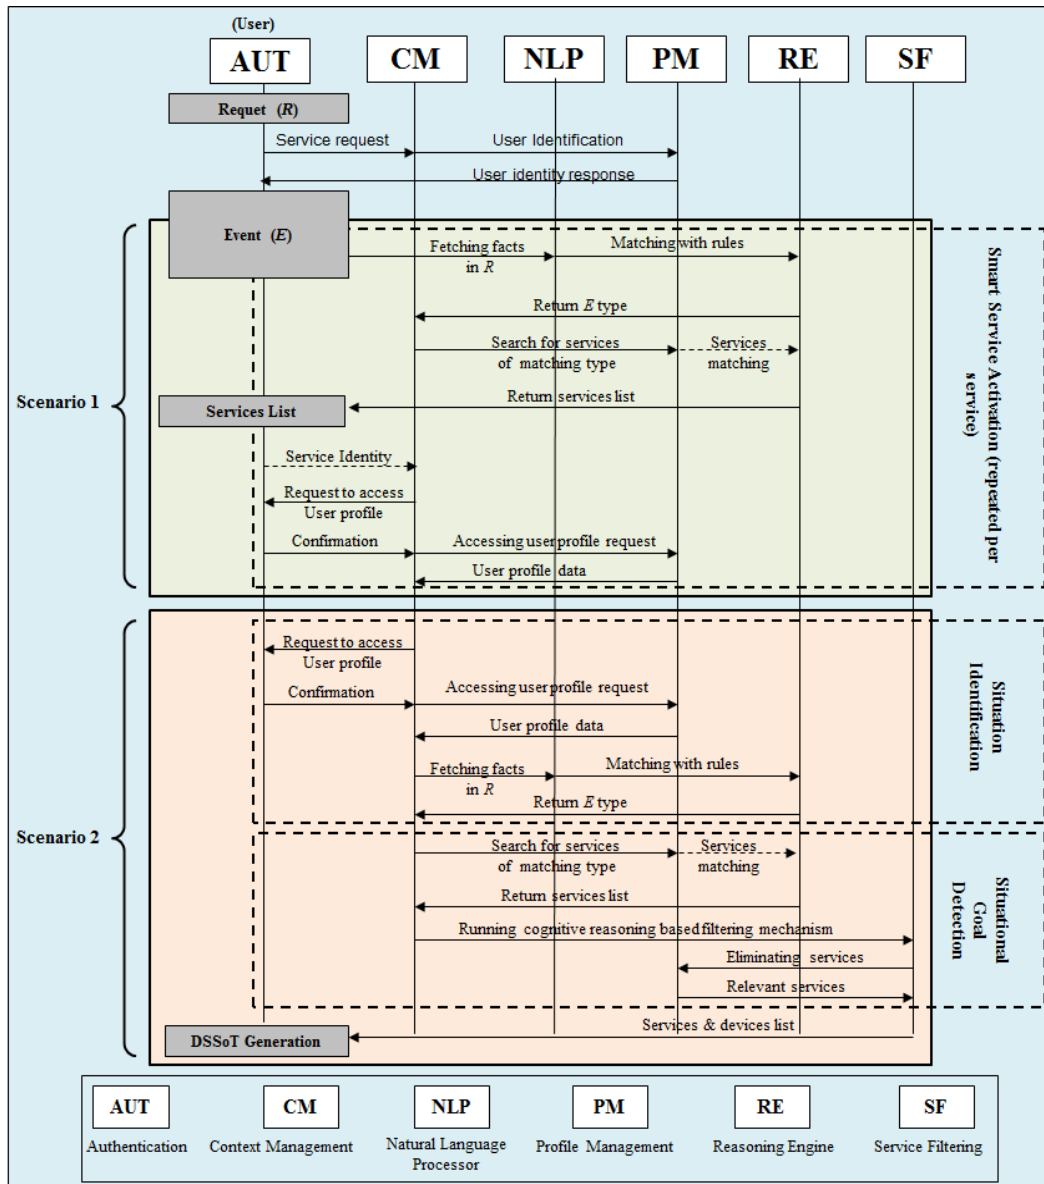 (User)
AUT
CM
NLP
PM
RE
SF
Requet (R)
Service request
User Identification
User identity response
Event (E)
Fetching facts
in R
Matching with rules
Return E type
Search for services
of matching type
Services
matching
Return services list
Services List
Service Identity
Request to access
User profile
Confirmation
Accessing user profile request
User profile data
Scenario 1
Smart Service Activation (repeated per
service)
Request to access
User profile
Confirmation
Accessing user profile request
User profile data
Fetching facts
in R
Matching with rules
Return E type
Situation
Identification
Scenario 2
Search for services
of matching type
Services
matching
Return services list
Running cognitive reasoning based filtering mechanism
Eliminating services
Relevant services
Situational
Goal
Detection
Services & devices list
DSSoT Generation
AUT
CM
NLP
PM
RE
SF
Authentication
Context Management
Natural Language
Processor
Profile Management
Reasoning Engine
Service Filtering